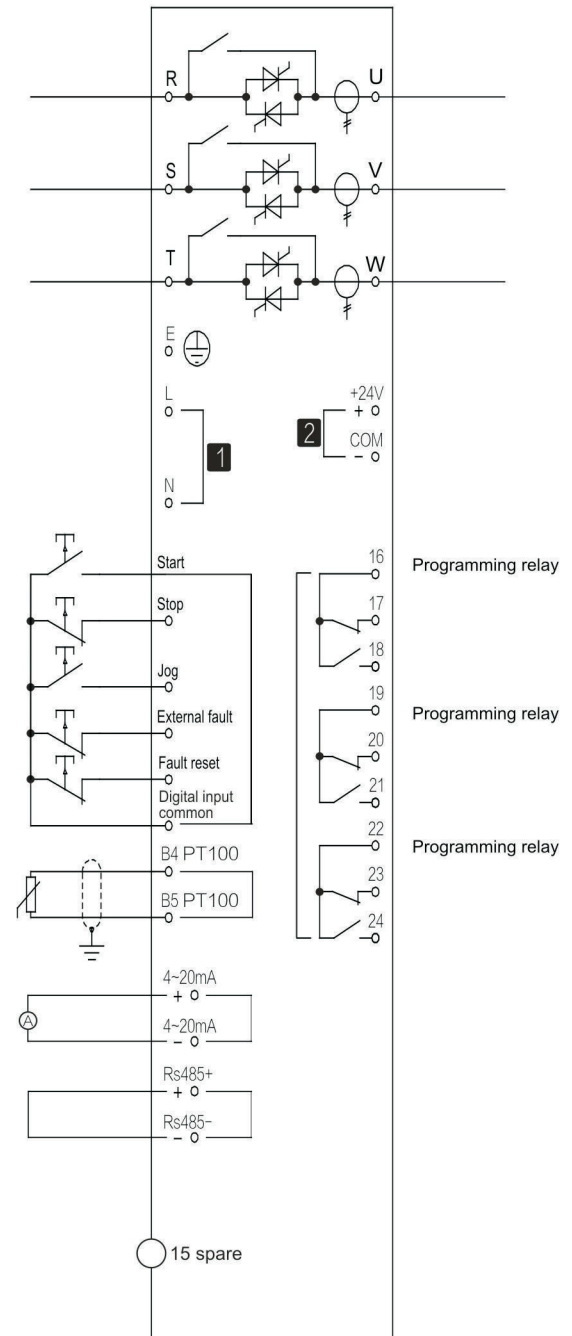 R
U
S
V
T
W
E
L
+24V
+
1
2
COM
-
N
Start
16
Programming relay
Stop
17
18
Jog
19
Programming relay
External fault
20
Fault reset
21
Digital input
common
22
Programming relay
B4 PT100
23
B5 PT100
24
4~20mA
+
A
4~20mA
-
Rs485+
+
Rs485-
-
15 spare